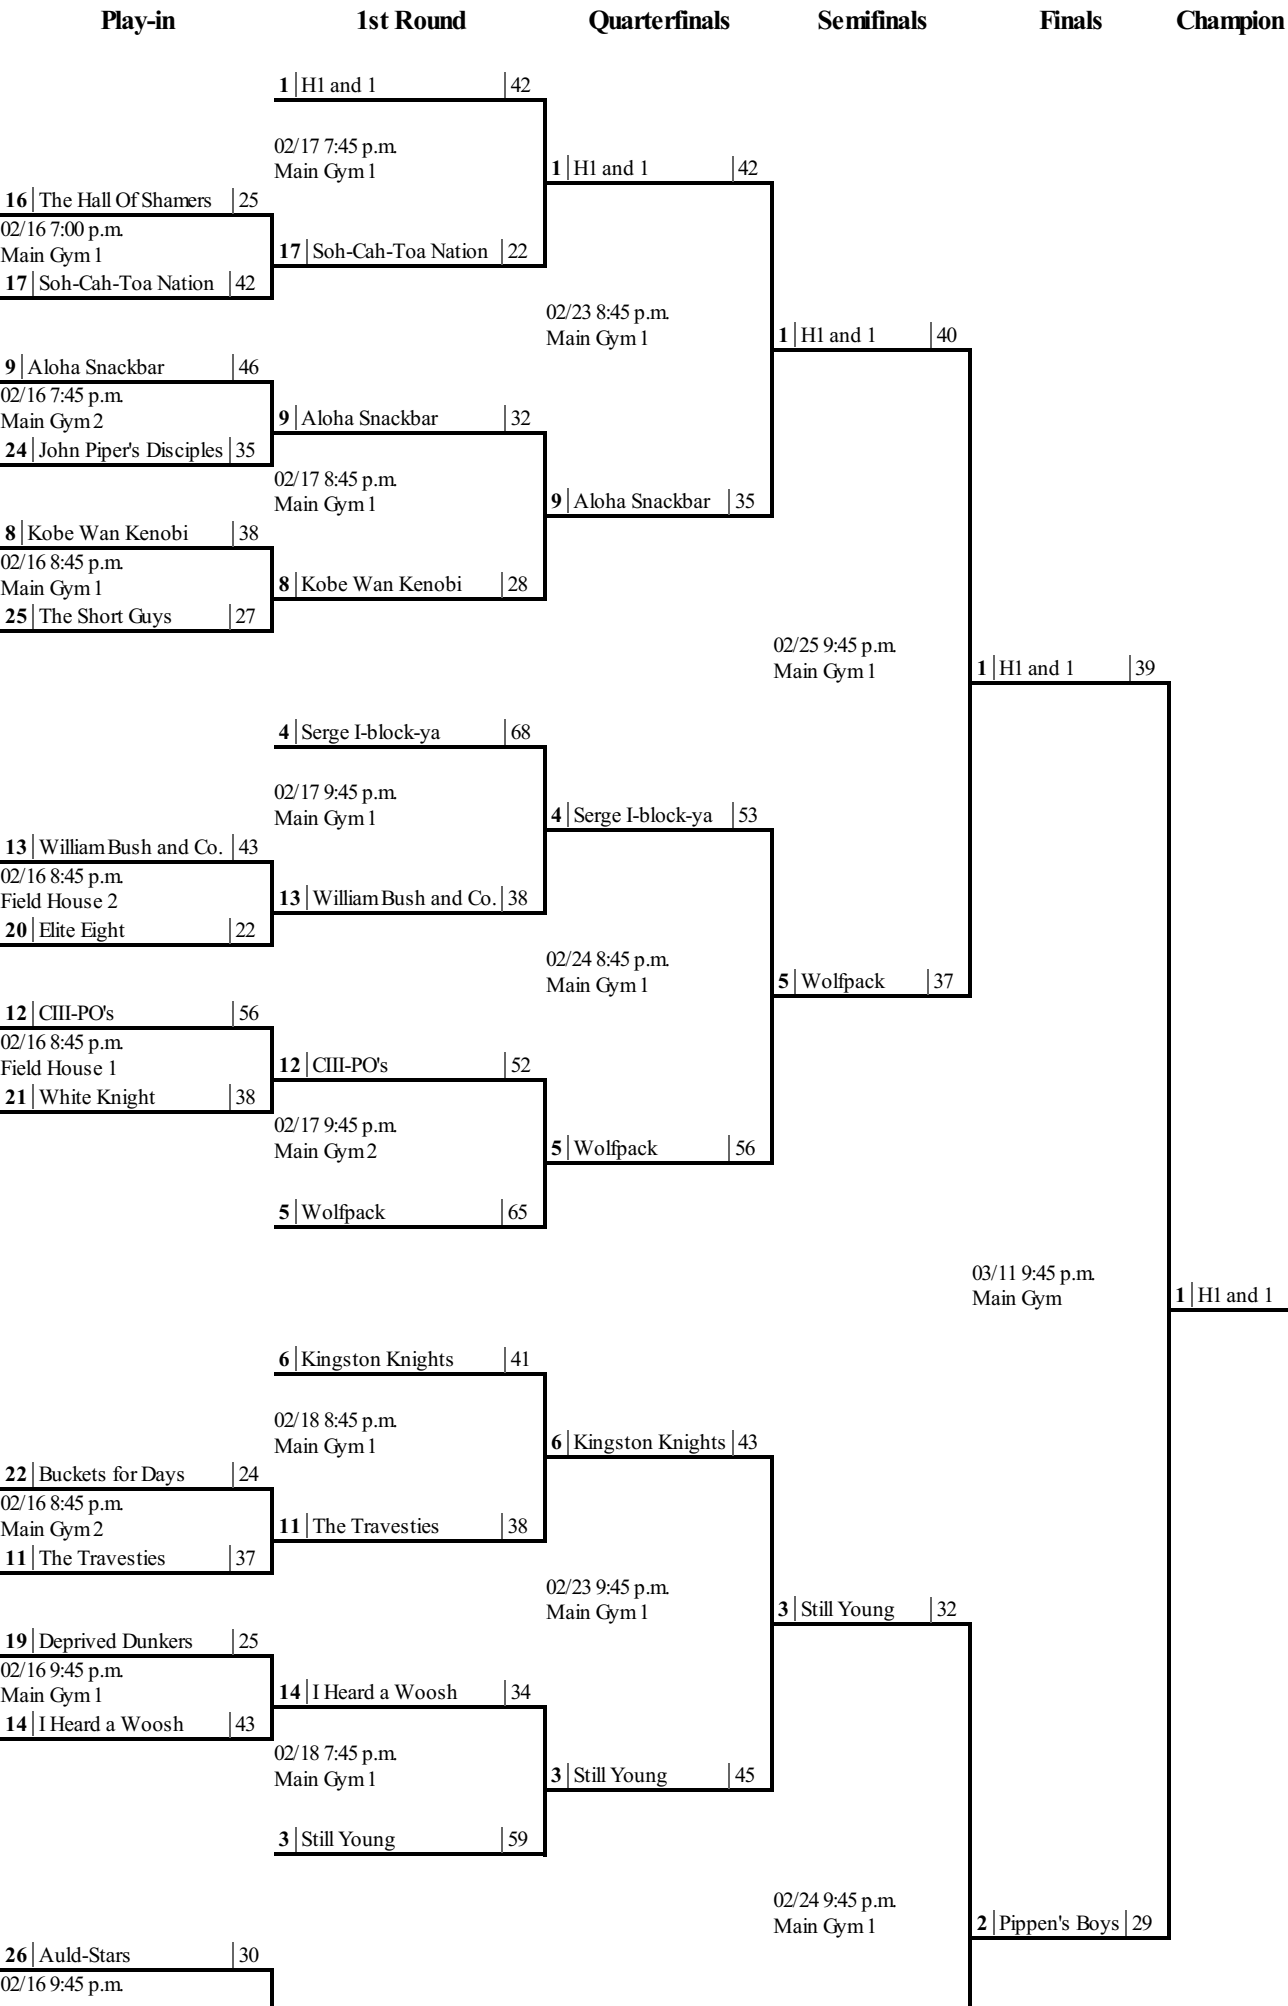 Play-in 1st Round Quarterfinals Semifinals Finals Champion
1 H1 and 1 42
02/17 7:45 p.m.
Main Gym 1
1 H1 and 1 42
16 The Hall Of Shamers 25
02/16 7:00 p.m.
Main Gym 1
17 Soh-Cah-Toa Nation 22
17 Soh-Cah-Toa Nation 42
02/23 8:45 p.m.
Main Gym 1
1 H1 and 1 40
9 Aloha Snackbar 46
02/16 7:45 p.m.
Main Gym 2
9 Aloha Snackbar 32
24 John Piper's Disciples 35
02/17 8:45 p.m.
Main Gym 1
9 Aloha Snackbar 35
8 Kobe Wan Kenobi 38
02/16 8:45 p.m.
Main Gym 1
8 Kobe Wan Kenobi 28
25 The Short Guys 27
02/25 9:45 p.m.
Main Gym 1
1 H1 and 1 39
4 Serge I-block-ya 68
02/17 9:45 p.m.
Main Gym 1
4 Serge I-block-ya 53
13 William Bush and Co. 43
02/16 8:45 p.m.
Field House 2
13 William Bush and Co. 38
20 Elite Eight 22
02/24 8:45 p.m.
Main Gym 1
5 Wolfpack 37
12 CIII-PO's 56
02/16 8:45 p.m.
Field House 1
12 CIII-PO's 52
21 White Knight 38
02/17 9:45 p.m.
Main Gym 2
5 Wolfpack 56
5 Wolfpack 65
03/11 9:45 p.m.
Main Gym
1 H1 and 1
6 Kingston Knights 41
02/18 8:45 p.m.
Main Gym 1
6 Kingston Knights 43
22 Buckets for Days 24
02/16 8:45 p.m.
Main Gym 2
11 The Travesties 38
11 The Travesties 37
02/23 9:45 p.m.
Main Gym 1
3 Still Young 32
19 Deprived Dunkers 25
02/16 9:45 p.m.
Main Gym 1
14 I Heard a Woosh 34
14 I Heard a Woosh 43
02/18 7:45 p.m.
Main Gym 1
3 Still Young 45
3 Still Young 59
02/24 9:45 p.m.
Main Gym 1
2 Pippen's Boys 29
26 Auld-Stars 30
02/16 9:45 p.m.